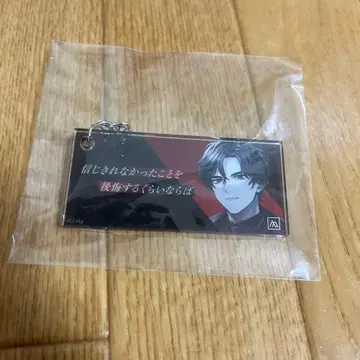 信じきれなかったことを
後悔するくらいならば